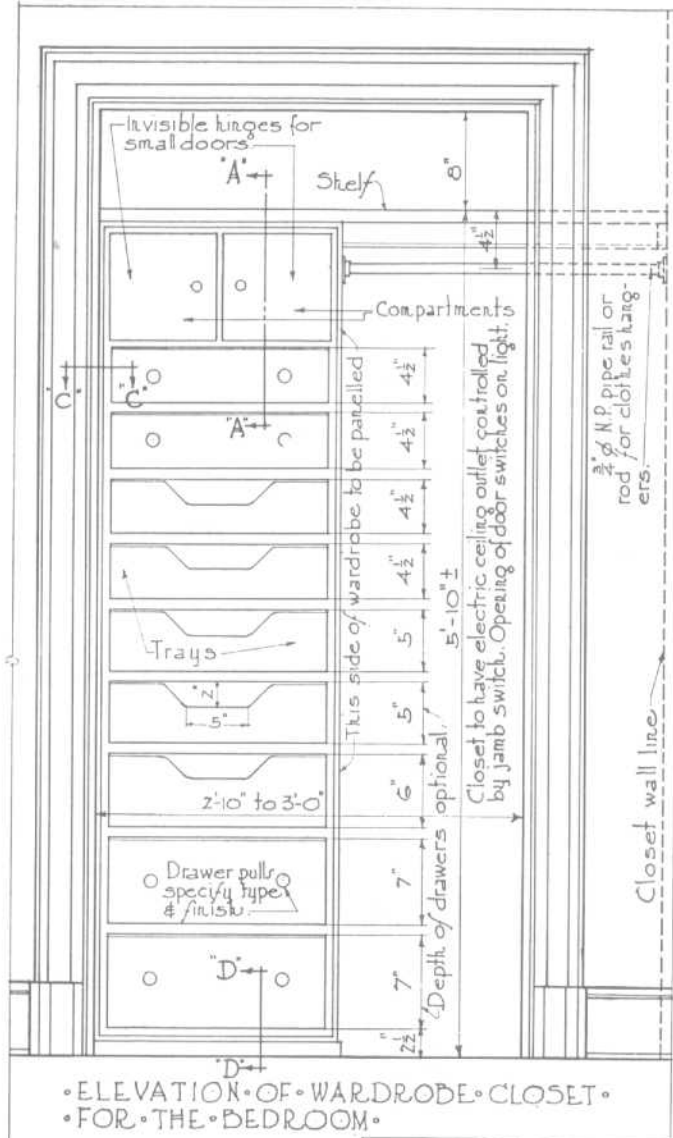 Invisible hinges for
small doors.
"A"
Shelf
8"
4½"
Compartments
"C"
"C"
"A"
4½"
4½"
4½"
4½"
5"
5"
6"
7"
7"
2½"
This side of wardrobe to be panelled
5'-10" ±
Closet to have electric ceiling outlet controlled
by jamb switch. Opening of door switches on light.
¾" ø N.P. pipe rail or
rod for clothes hang-
ers.
Trays
2"
5"
2'-10" to 3'-0"
Depth of drawers optional.
Closet wall line
Drawer pulls
specify type
& finish.
"D"
"D"
•ELEVATION•OF•WARDROBE•CLOSET•
•FOR•THE•BEDROOM•